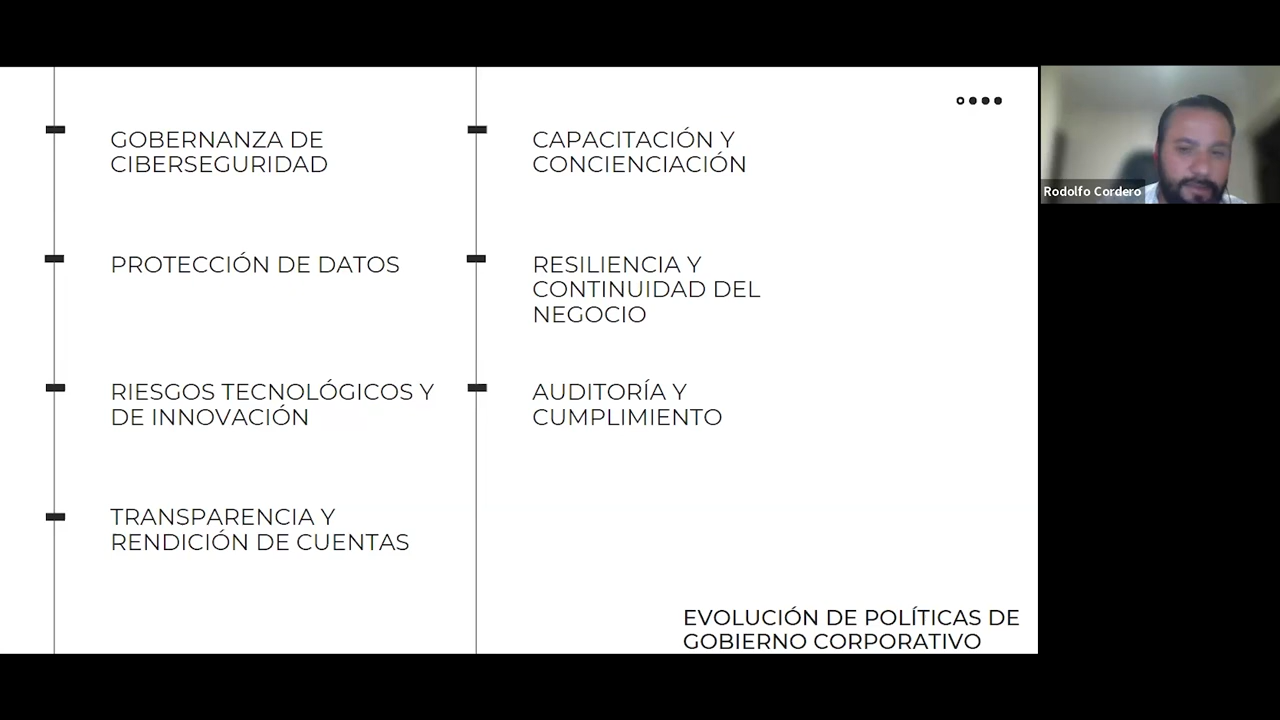 GOBERNANZA DE
CIBERSEGURIDAD
PROTECCIÓN DE DATOS
RIESGOS TECNOLÓGICOS Y
DE INNOVACIÓN
TRANSPARENCIA Y
RENDICIÓN DE CUENTAS
CAPACITACIÓN Y
CONCIENCIACIÓN
RESILIENCIA Y
CONTINUIDAD DEL
NEGOCIO
AUDITORÍA Y
CUMPLIMIENTO
EVOLUCIÓN DE POLÍTICAS DE
GOBIERNO CORPORATIVO
Rodolfo Cordero